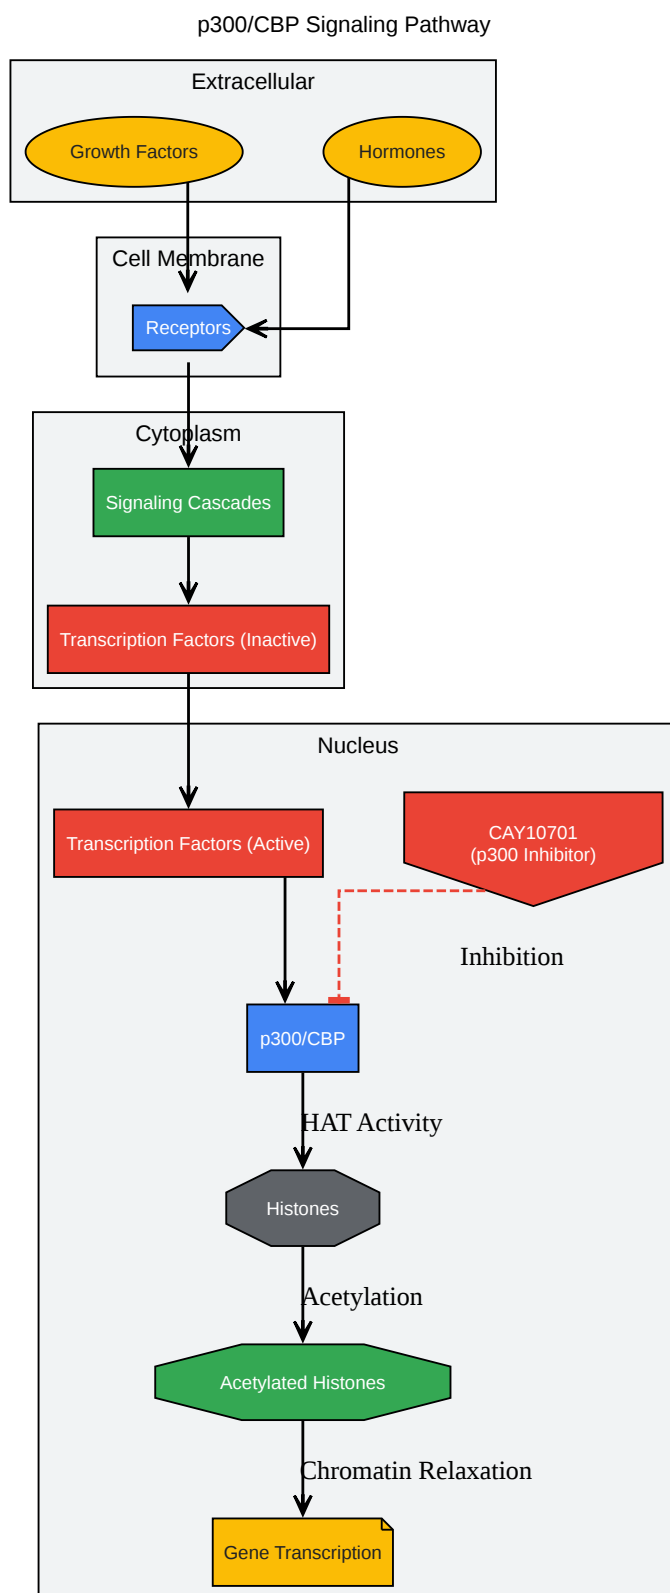 p300/CBP Signaling Pathway
Extracellular
Growth Factors
Hormones
Cell Membrane
Receptors
Cytoplasm
Signaling Cascades
Transcription Factors (Inactive)
Nucleus
Transcription Factors (Active)
CAY10701
(p300 Inhibitor)
Inhibition
p300/CBP
HAT Activity
Histones
Acetylation
Acetylated Histones
Chromatin Relaxation
Gene Transcription